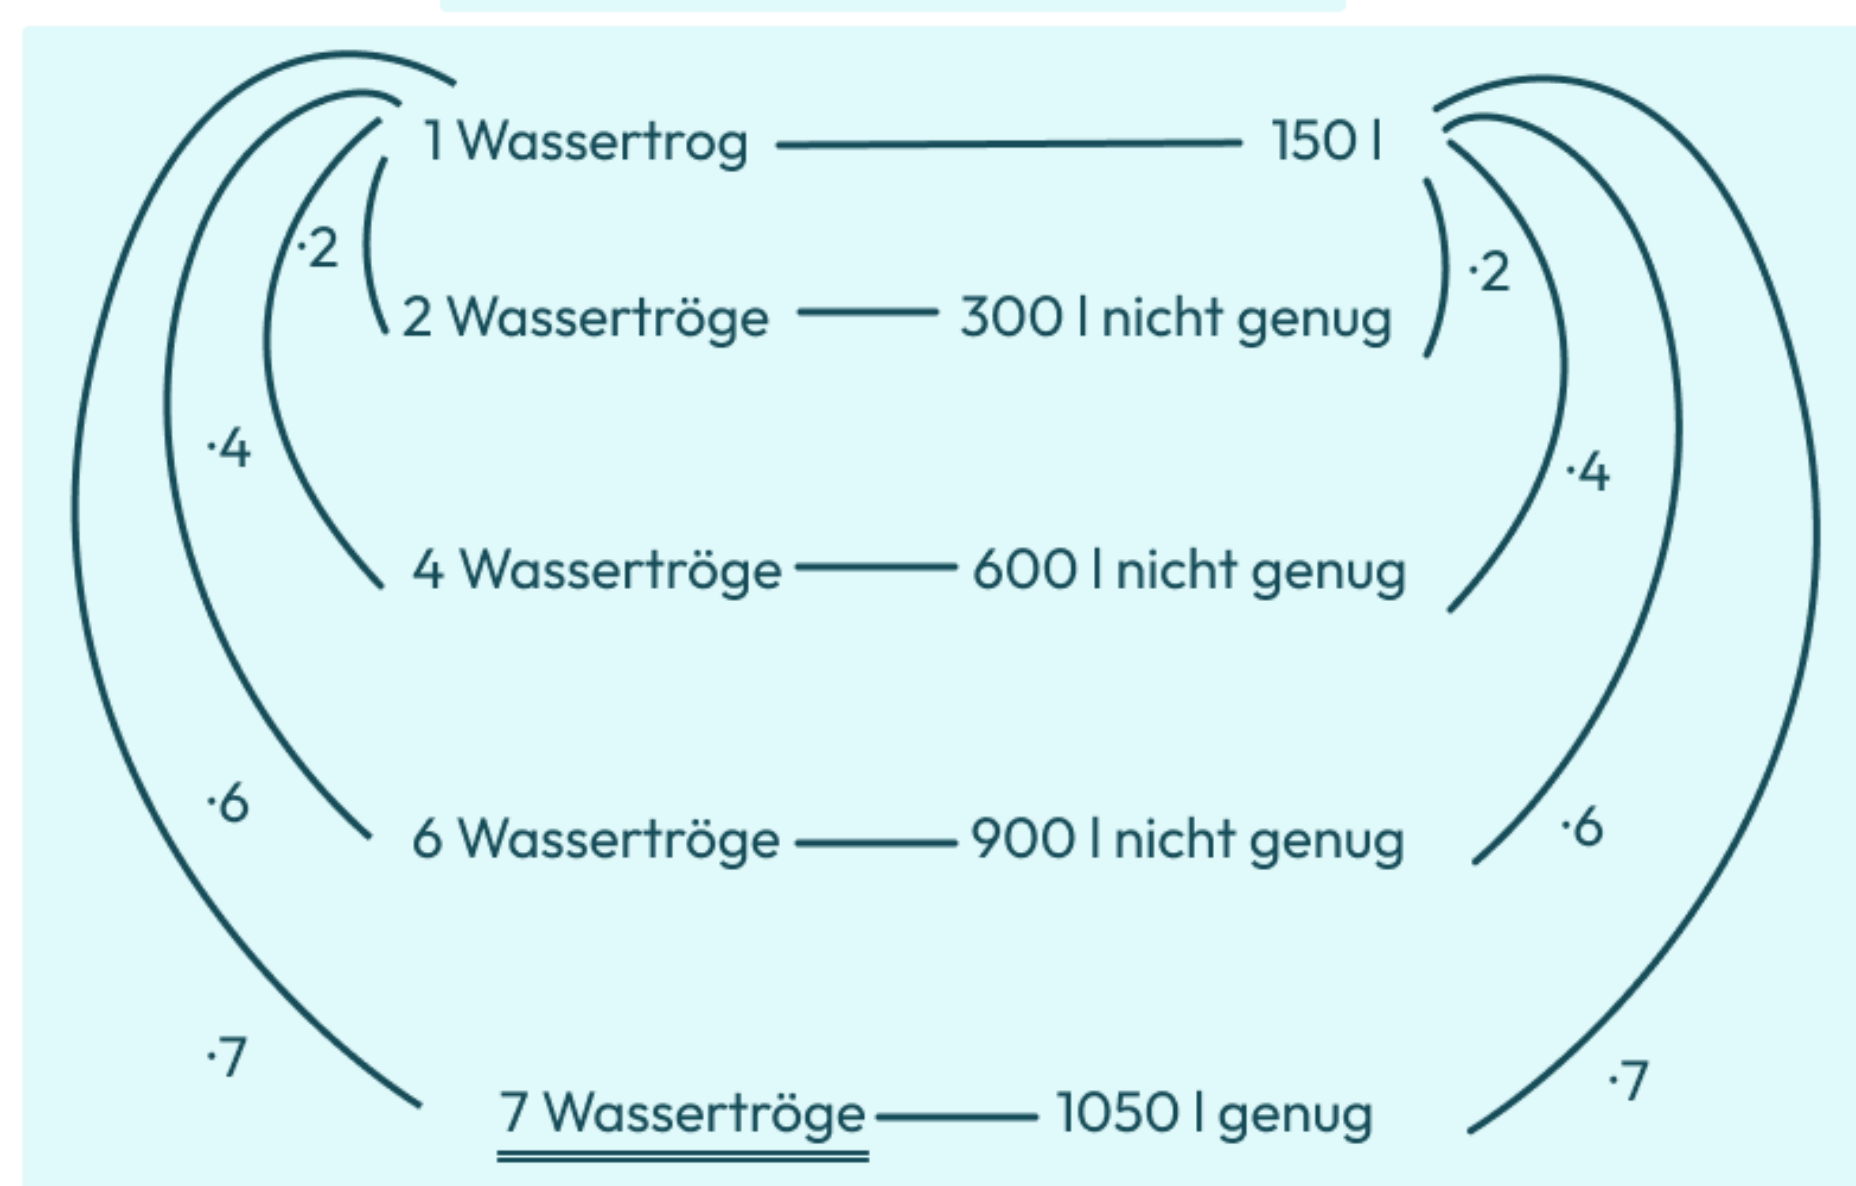 1 Wassertrog 150 l
·2 ·2
2 Wassertröge 300 l nicht genug
·4 ·4
4 Wassertröge 600 l nicht genug
·6 ·6
6 Wassertröge 900 l nicht genug
·7 ·7
7 Wassertröge 1050 l genug